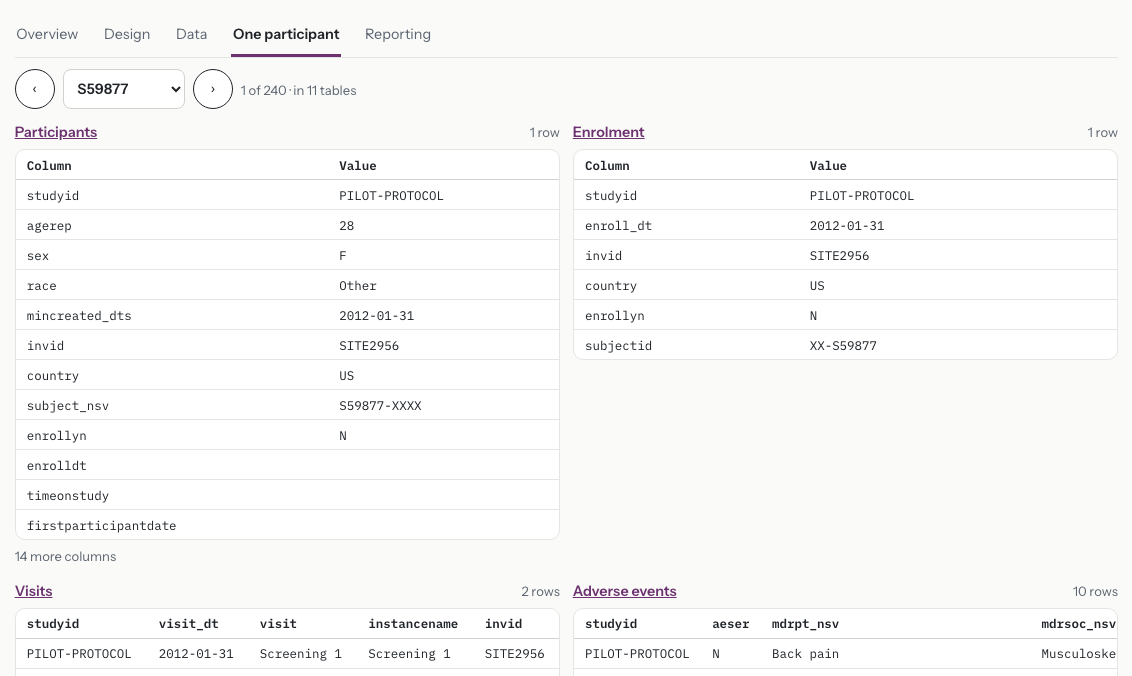 Overview Design Data One participant Reporting
‹ S59877 › 1 of 240 · in 11 tables
Participants 1 row
Column Value
studyid PILOT-PROTOCOL
agerep 28
sex F
race Other
mincreated_dts 2012-01-31
invid SITE2956
country US
subject_nsv S59877-XXXX
enrollyn N
enrolldt
timeonstudy
firstparticipantdate
14 more columns
Enrolment 1 row
Column Value
studyid PILOT-PROTOCOL
enroll_dt 2012-01-31
invid SITE2956
country US
enrollyn N
subjectid XX-S59877
Visits 2 rows
studyid visit_dt visit instancename invid
PILOT-PROTOCOL 2012-01-31 Screening 1 Screening 1 SITE2956
Adverse events 10 rows
studyid aeser mdrpt_nsv mdrsoc_nsv
PILOT-PROTOCOL N Back pain Musculoske